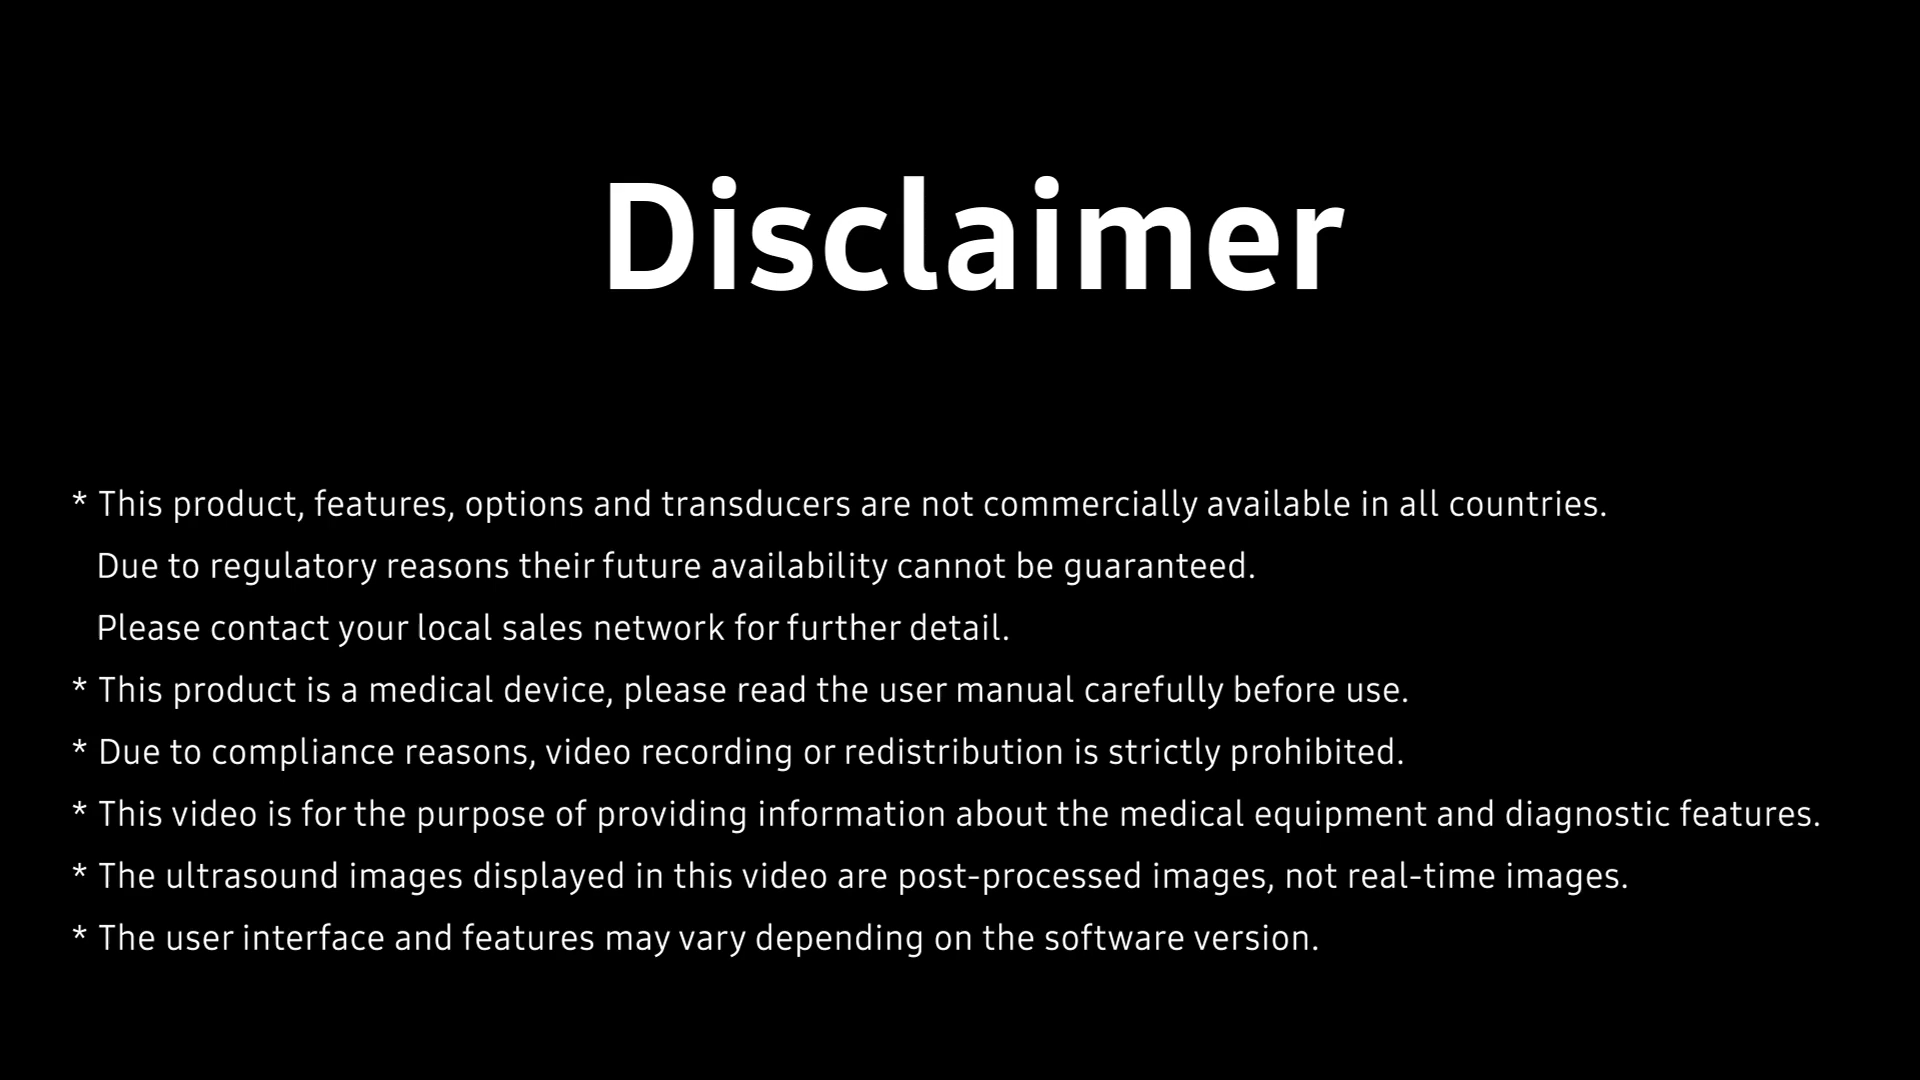 Disclaimer
* This product, features, options and transducers are not commercially available in all countries.
Due to regulatory reasons their future availability cannot be guaranteed.
Please contact your local sales network for further detail.
* This product is a medical device, please read the user manual carefully before use.
* Due to compliance reasons, video recording or redistribution is strictly prohibited.
* This video is for the purpose of providing information about the medical equipment and diagnostic features.
* The ultrasound images displayed in this video are post-processed images, not real-time images.
* The user interface and features may vary depending on the software version.